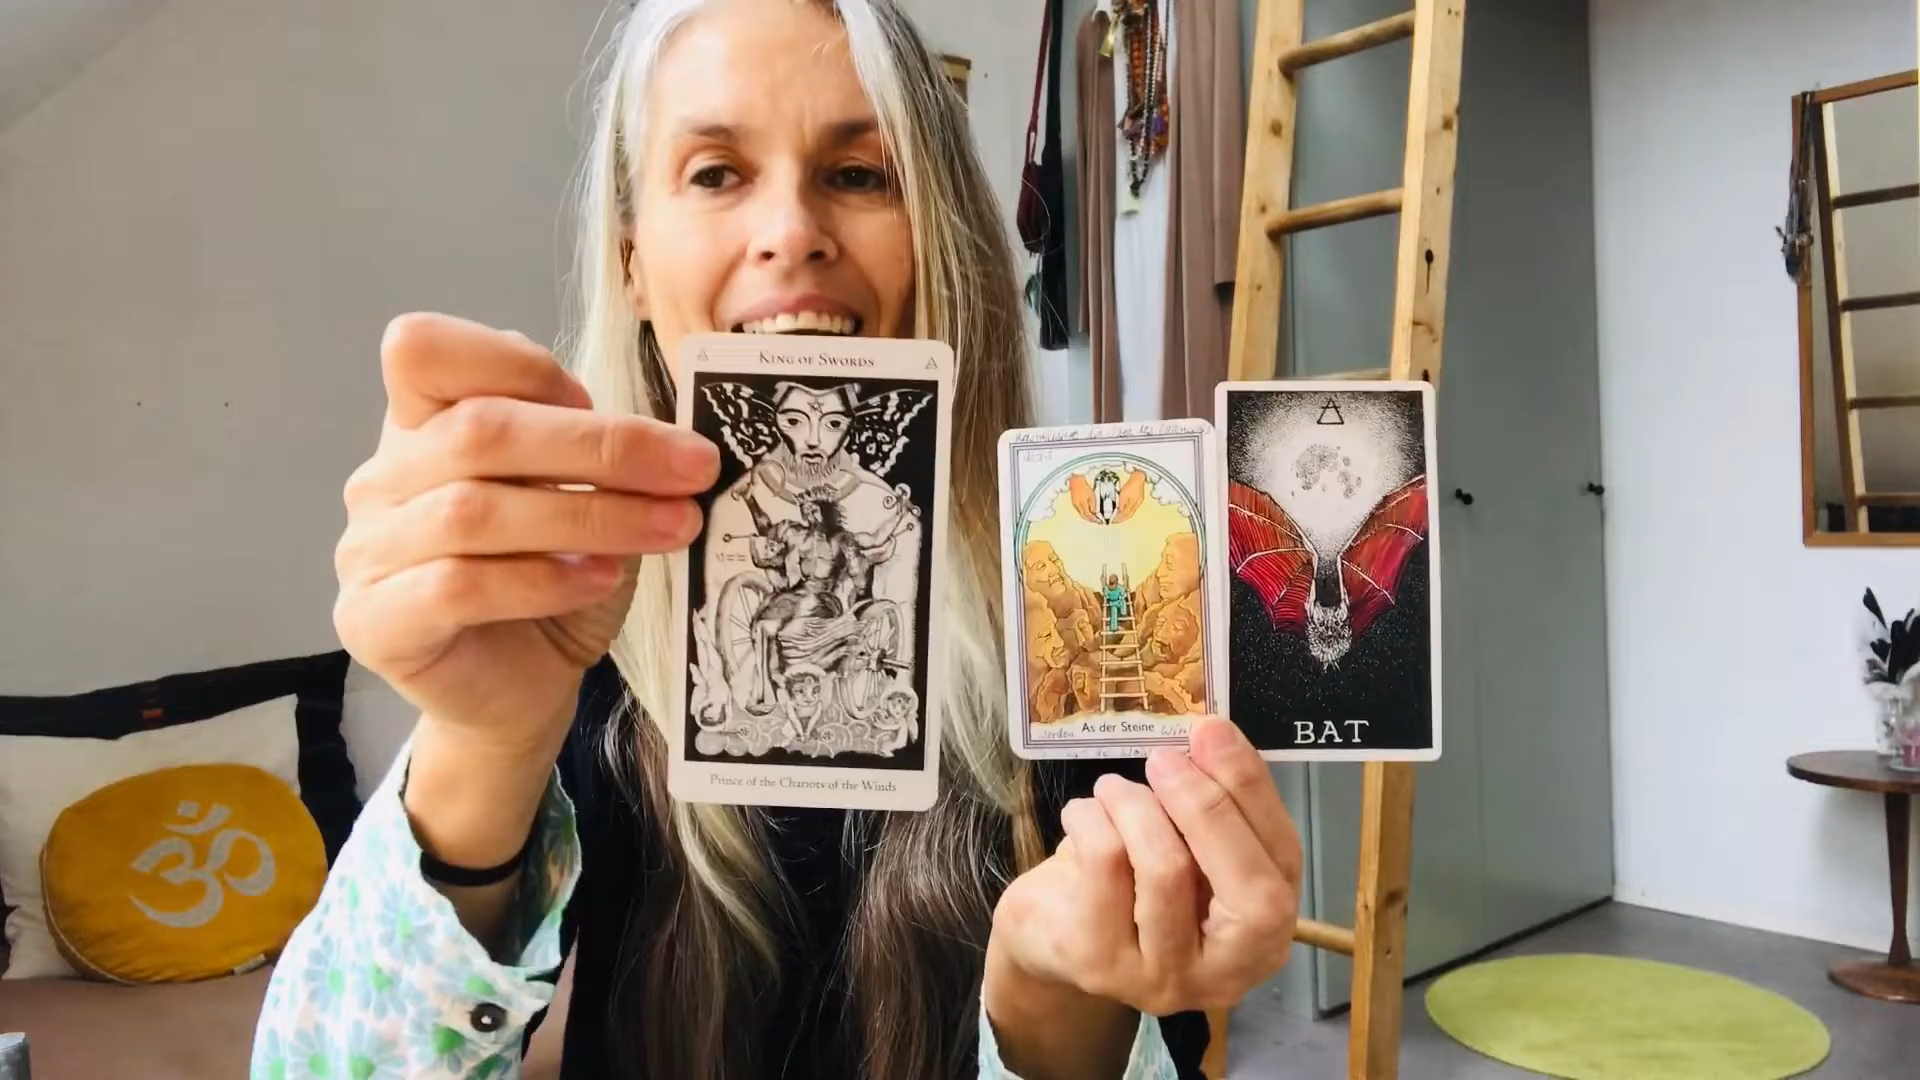 KING OF SWORDS
Prince of the Chariots of the Winds
As der Steine
BAT
ॐ